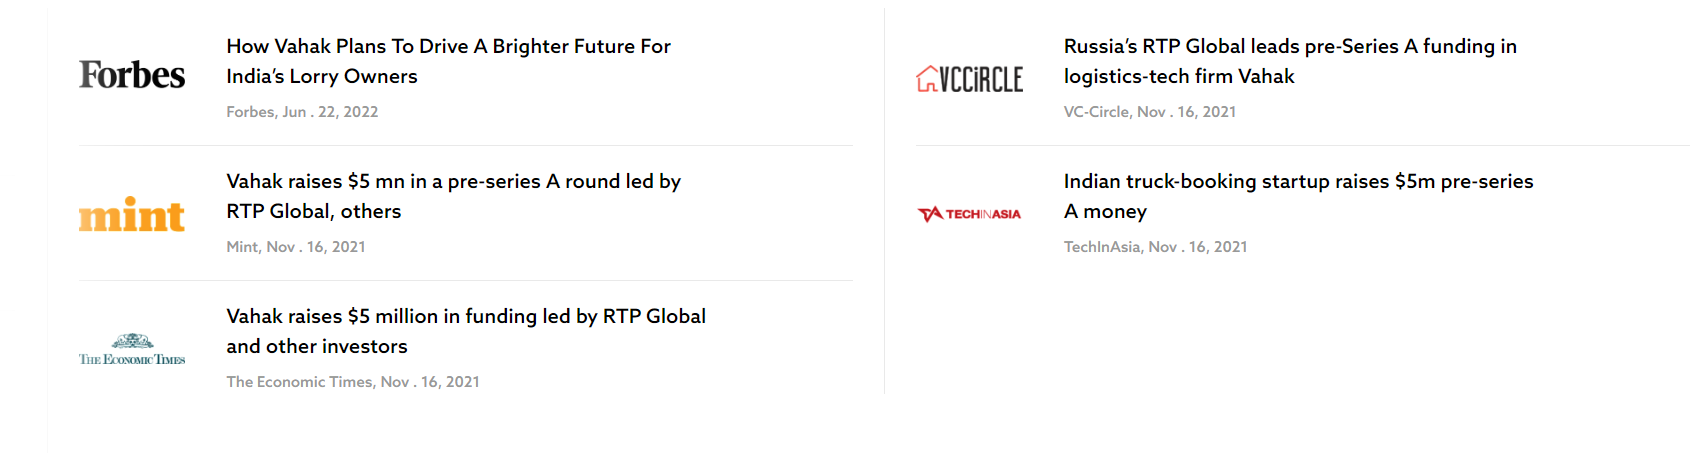 Forbes
How Vahak Plans To Drive A Brighter Future For
India’s Lorry Owners
Forbes, Jun . 22, 2022
mint
Vahak raises $5 mn in a pre-series A round led by
RTP Global, others
Mint, Nov . 16, 2021
THE ECONOMIC TIMES
Vahak raises $5 million in funding led by RTP Global
and other investors
The Economic Times, Nov . 16, 2021
VCCiRCLE
Russia’s RTP Global leads pre-Series A funding in
logistics-tech firm Vahak
VC-Circle, Nov . 16, 2021
TECHINASIA
Indian truck-booking startup raises $5m pre-series
A money
TechInAsia, Nov . 16, 2021